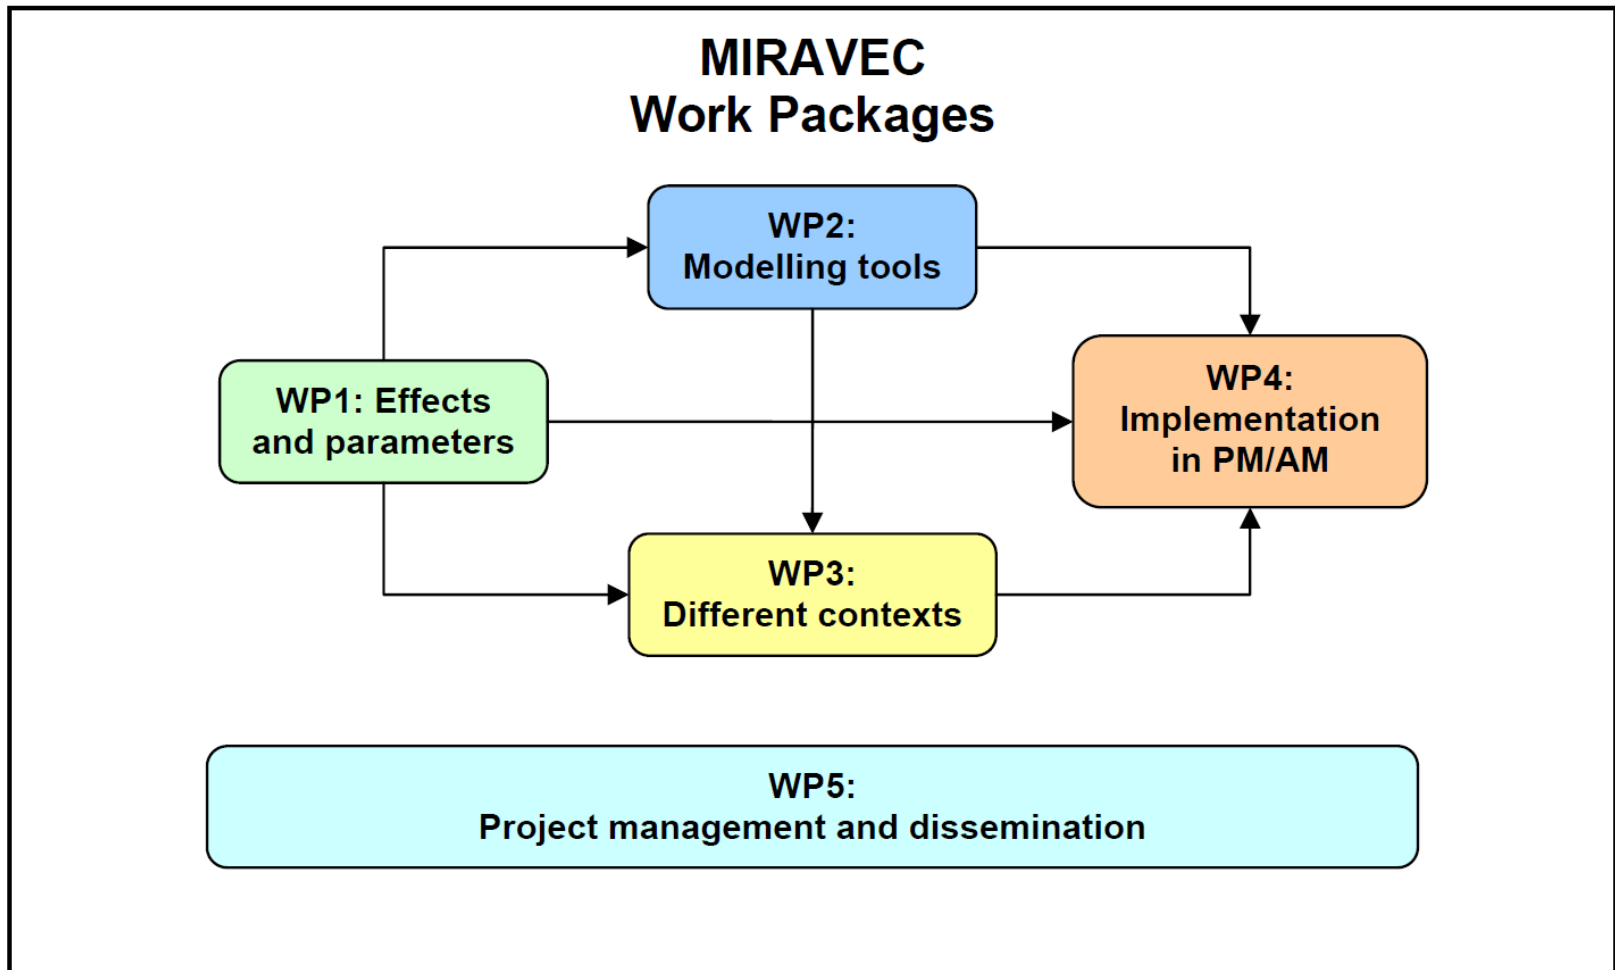 MIRAVEC
Work Packages
WP2:
Modelling tools
WP1: Effects
and parameters
WP4:
Implementation
in PM/AM
WP3:
Different contexts
WP5:
Project management and dissemination